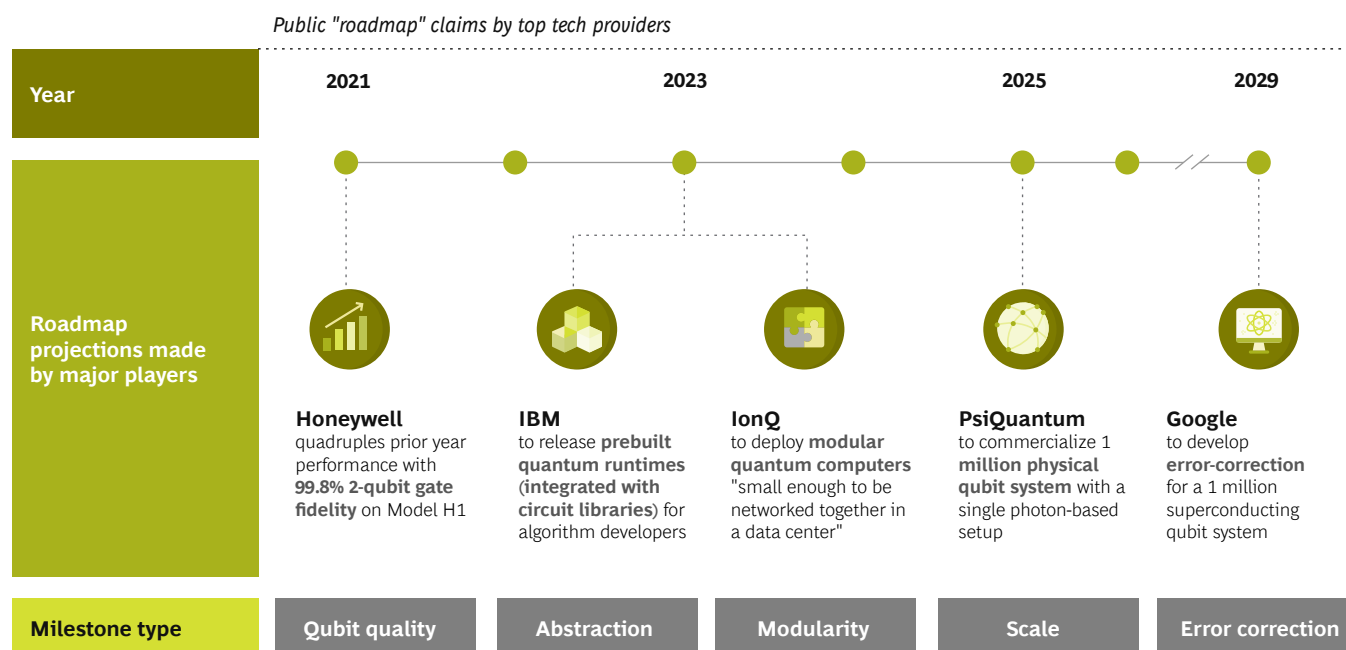 Public "roadmap" claims by top tech providers
Year
2021
2023
2025
2029
Roadmap
projections made
by major players
Honeywell
quadruples prior year
performance with
99.8% 2-qubit gate
fidelity on Model H1
IBM
to release prebuilt
quantum runtimes
(integrated with
circuit libraries) for
algorithm developers
IonQ
to deploy modular
quantum computers
"small enough to be
networked together in
a data center"
PsiQuantum
to commercialize 1
million physical
qubit system with a
single photon-based
setup
Google
to develop
error-correction
for a 1 million
superconducting
qubit system
Milestone type
Qubit quality
Abstraction
Modularity
Scale
Error correction